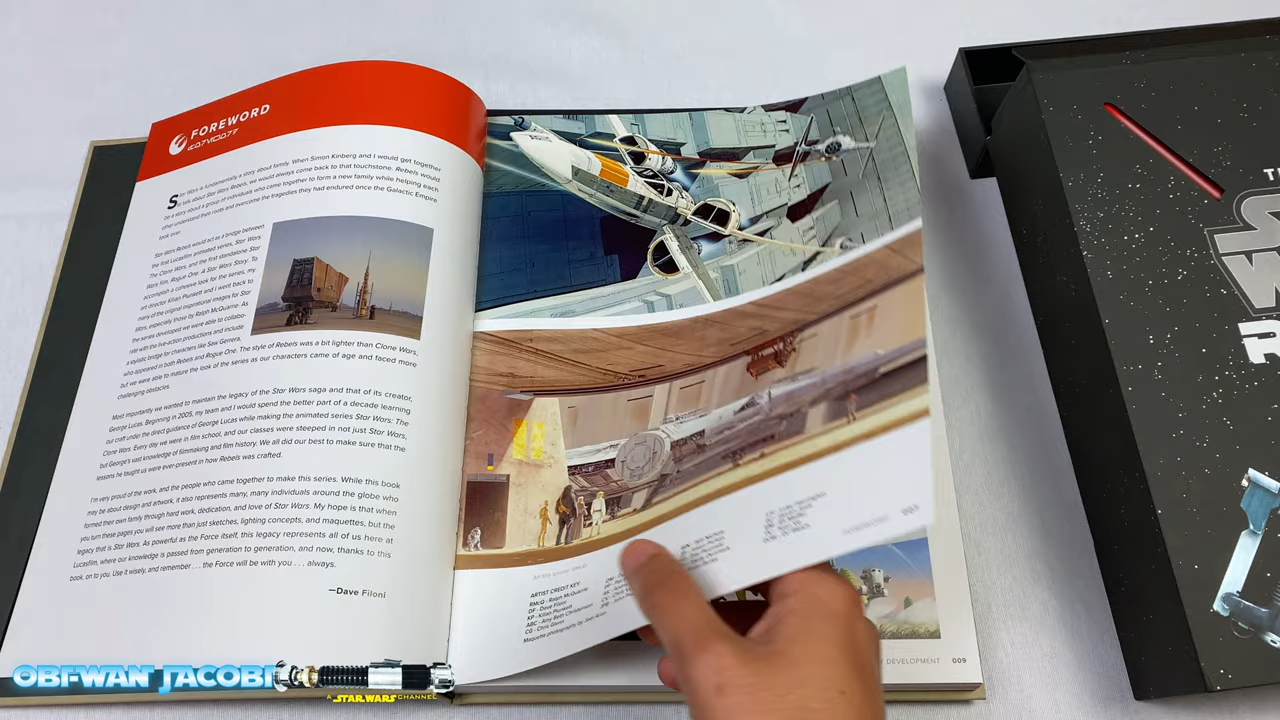 FOREWORD
Star Wars is fundamentally a story about family. When Simon Kinberg and I would get together
to talk about Star Wars Rebels, we would always come back to that touchstone. Rebels would
be a story about a group of individuals who came together to form a new family while helping each
other understand their roots and overcome the tragedies they had endured once the Galactic Empire
took over.
Star Wars Rebels would act as a bridge between
the first Lucasfilm animated series, Star Wars
The Clone Wars, and the first standalone Star
Wars film, Rogue One: A Star Wars Story. To
accomplish a cohesive look for the series, my
art director Kilian Plunkett and I went back to
many of the original inspirational images for Star
Wars, especially those by Ralph McQuarrie. As
the series developed we were able to collabo-
rate with the live-action productions and include
a stylistic bridge for characters like Saw Gerrera,
who appeared in both Rebels and Rogue One. The style of Rebels was a bit lighter than Clone Wars,
but we were able to mature the look of the series as our characters came of age and faced more
challenging obstacles.
Most importantly we wanted to maintain the legacy of the Star Wars saga and that of its creator,
George Lucas. Beginning in 2005, my team and I would spend the better part of a decade learning
our craft under the direct guidance of George Lucas while making the animated series Star Wars: The
Clone Wars. Every day we were in film school, and our classes were steeped in not just Star Wars,
but George's vast knowledge of filmmaking and film history. We all did our best to make sure that the
lessons he taught us were ever-present in how Rebels was crafted.
I'm very proud of the work, and the people who came together to make this series. While this book
may be about design and artwork, it also represents many, many individuals around the globe who
formed their own family through hard work, dedication, and love of Star Wars. My hope is that when
you turn these pages you will see more than just sketches, lighting concepts, and maquettes, but the
legacy that is Star Wars. As powerful as the Force itself, this legacy represents all of us here at
Lucasfilm, where our knowledge is passed from generation to generation, and now, thanks to this
book, on to you. Use it wisely, and remember . . . the Force will be with you . . . always.
—Dave Filoni
ARTIST CREDIT KEY:
RMcQ - Ralph McQuarrie
DF - Dave Filoni
KP - Kilian Plunkett
ABC - Amy Beth Christenson
CG - Chris Glenn
Maquette photography by Joel Aron
DEVELOPMENT 009
OBFWAN JACOBI
A STAR WARS CHANNEL